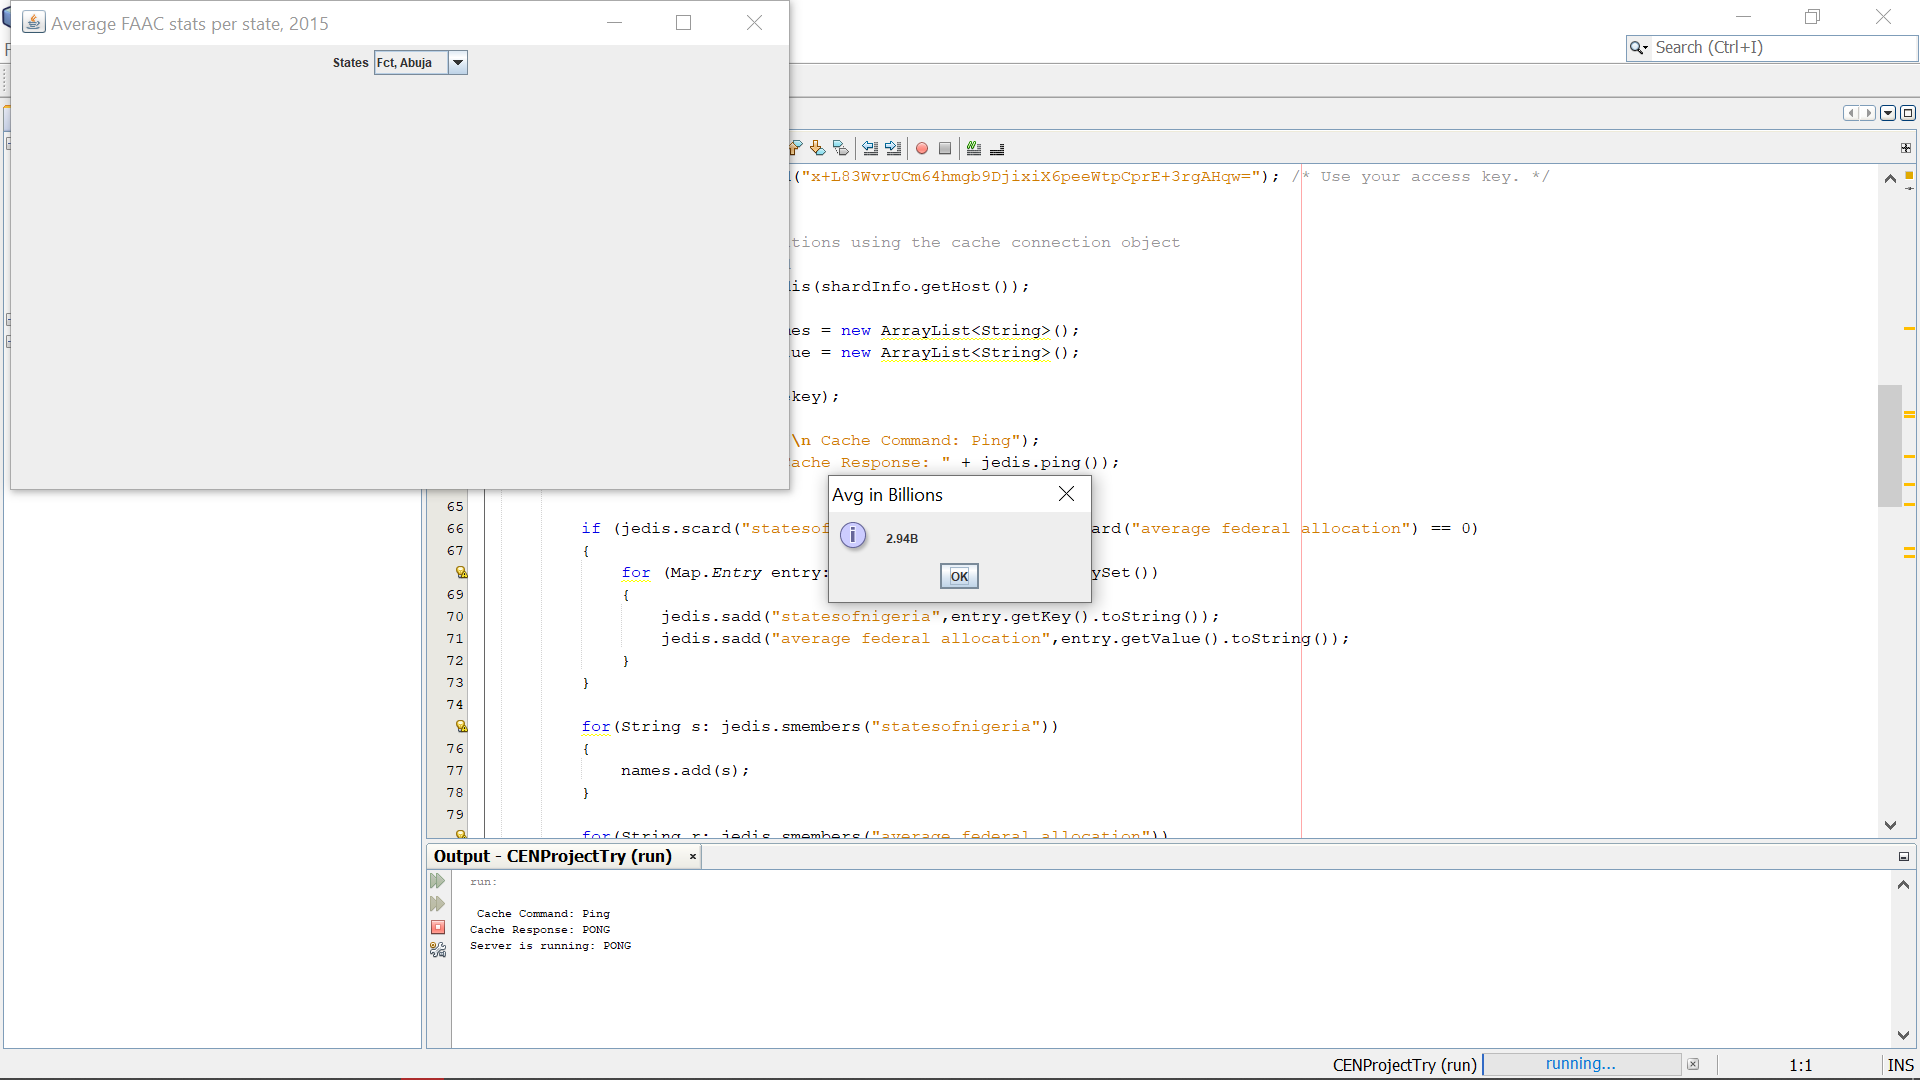 Average FAAC stats per state, 2015
States Fct, Abuja
Search (Ctrl+I)
("x+L83WvrUCm64hmgb9DjixiX6peeWtpCprE+3rgAHqw="); /* Use your access key. */
tions using the cache connection object
is(shardInfo.getHost());
es = new ArrayList<String>();
ue = new ArrayList<String>();
key);
\n Cache Command: Ping");
ache Response: " + jedis.ping());
Avg in Billions
2.94B
OK
65
66 if (jedis.scard("statesof ard("average federal allocation") == 0)
67 {
for (Map.Entry entry: ySet())
69 {
70 jedis.sadd("statesofnigeria",entry.getKey().toString());
71 jedis.sadd("average federal allocation",entry.getValue().toString());
72 }
73 }
74
for(String s: jedis.smembers("statesofnigeria"))
76 {
77 names.add(s);
78 }
79
for(String r: jedis.smembers("average federal allocation"))
Output - CENProjectTry (run)
run:
Cache Command: Ping
Cache Response: PONG
Server is running: PONG
CENProjectTry (run) running... 1:1 INS